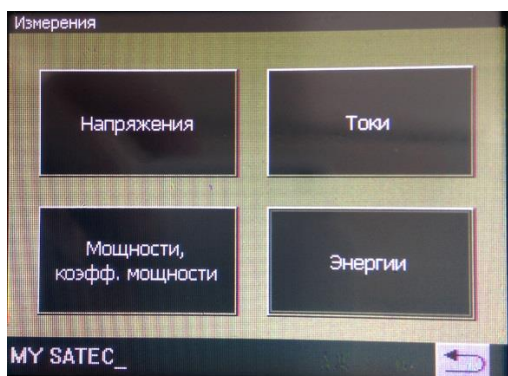 Измерения
Напряжения
Токи
Мощности,
коэфф. мощности
Энергии
MY SATEC_